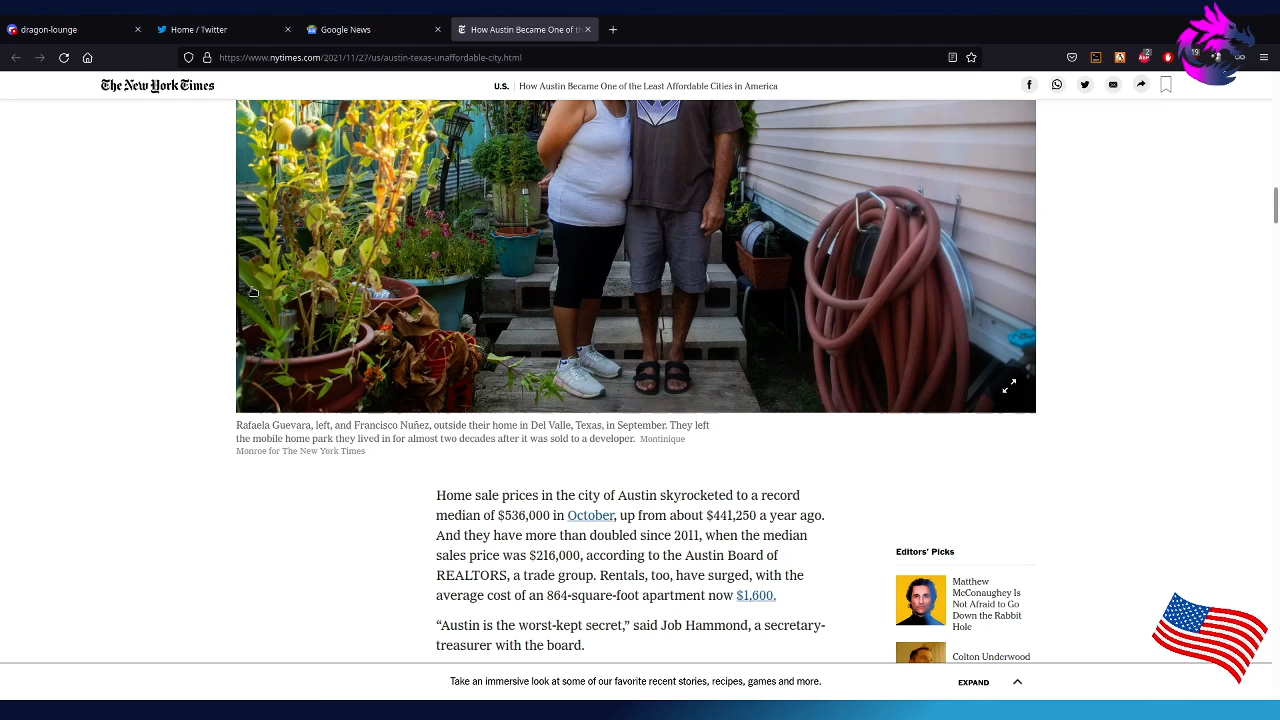 dragon-lounge
Home / Twitter
Google News
How Austin Became One of th
https://www.nytimes.com/2021/11/27/us/austin-texas-unaffordable-city.html
2
19
The New York Times
U.S. | How Austin Became One of the Least Affordable Cities in America
Rafaela Guevara, left, and Francisco Nuñez, outside their home in Del Valle, Texas, in September. They left
the mobile home park they lived in for almost two decades after it was sold to a developer. Montinique
Monroe for The New York Times
Home sale prices in the city of Austin skyrocketed to a record
median of $536,000 in October, up from about $441,250 a year ago.
And they have more than doubled since 2011, when the median
sales price was $216,000, according to the Austin Board of
REALTORS, a trade group. Rentals, too, have surged, with the
average cost of an 864-square-foot apartment now $1,600.
“Austin is the worst-kept secret,” said Job Hammond, a secretary-
treasurer with the board.
Editors’ Picks
Matthew
McConaughey Is
Not Afraid to Go
Down the Rabbit
Hole
Colton Underwood
Take an immersive look at some of our favorite recent stories, recipes, games and more.
EXPAND